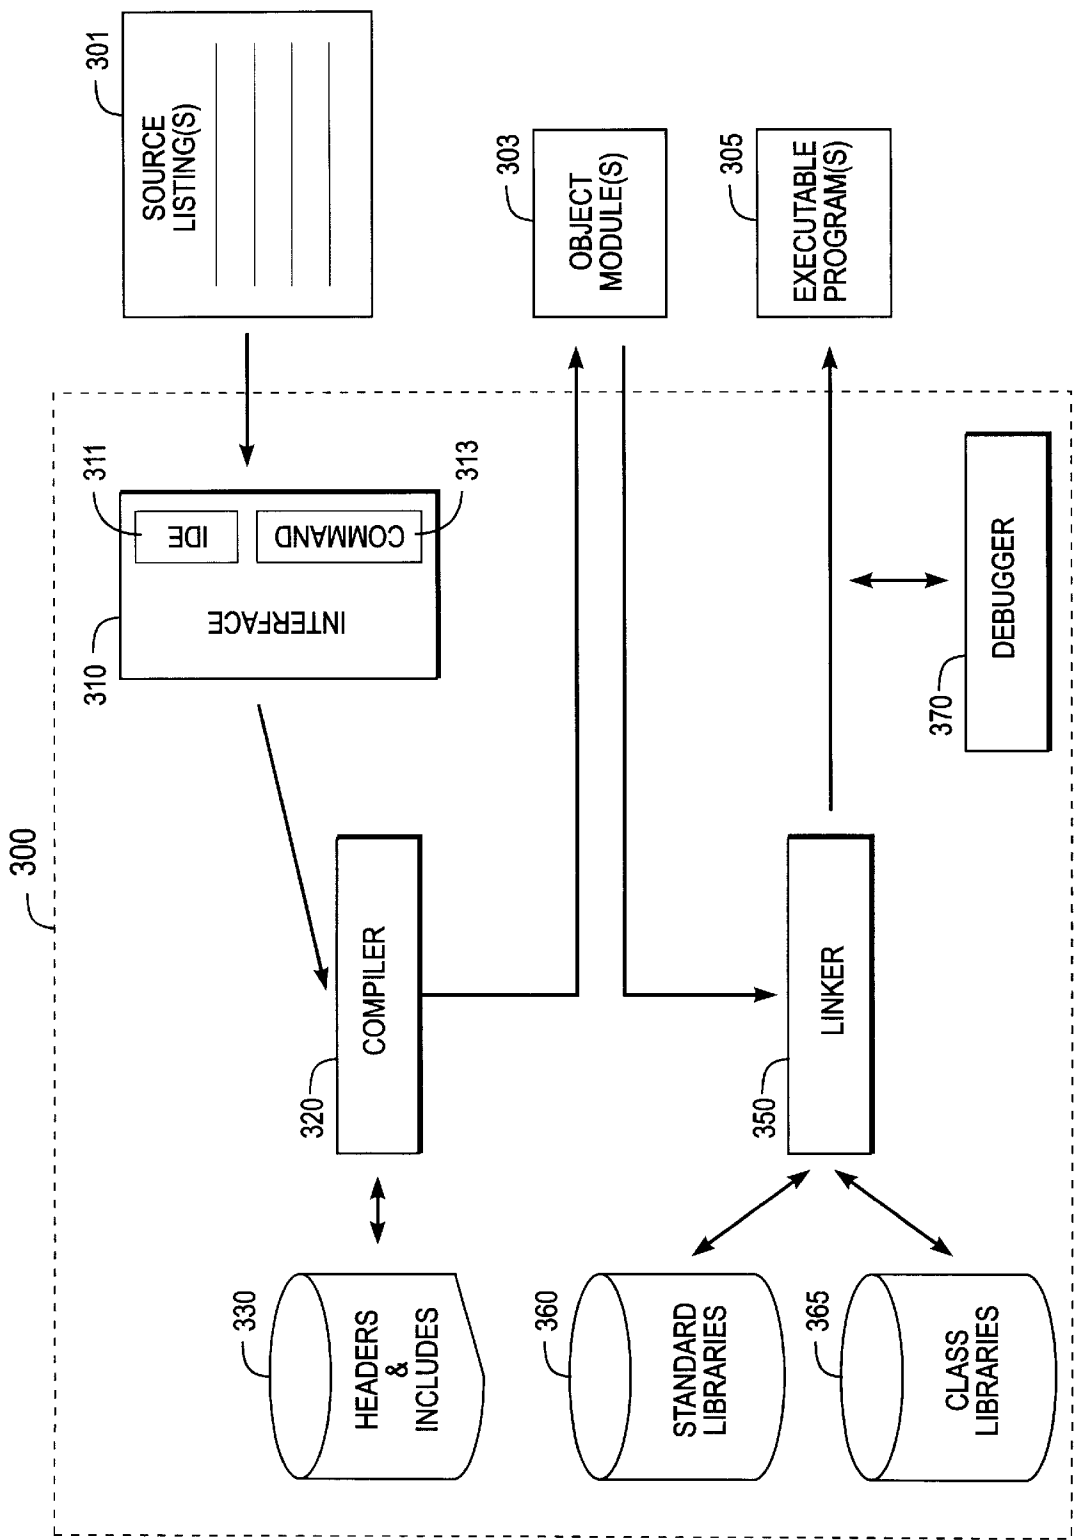 300
301
SOURCE
LISTING(S)
310
INTERFACE
311
IDE
313
COMMAND
330
HEADERS
&
INCLUDES
320
COMPILER
303
OBJECT
MODULE(S)
360
STANDARD
LIBRARIES
365
CLASS
LIBRARIES
350
LINKER
305
EXECUTABLE
PROGRAM(S)
370
DEBUGGER